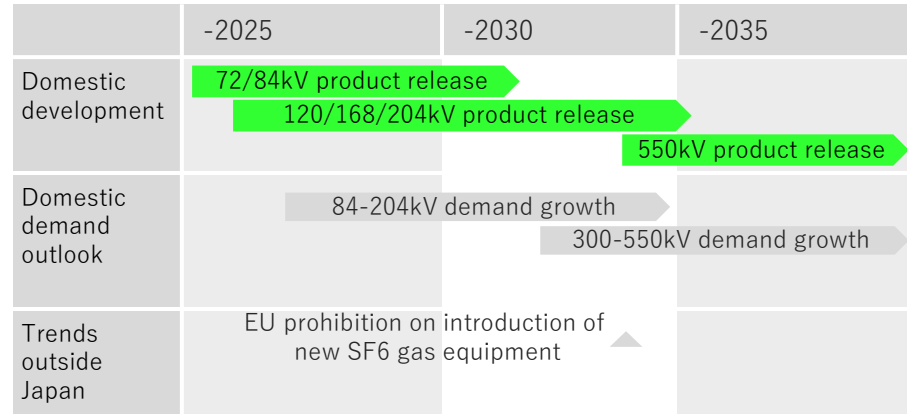 -2025
-2030
-2035
Domestic
development
72/84kV product release
120/168/204kV product release
550kV product release
Domestic
demand
outlook
84-204kV demand growth
300-550kV demand growth
Trends
outside
Japan
EU prohibition on introduction of
new SF6 gas equipment